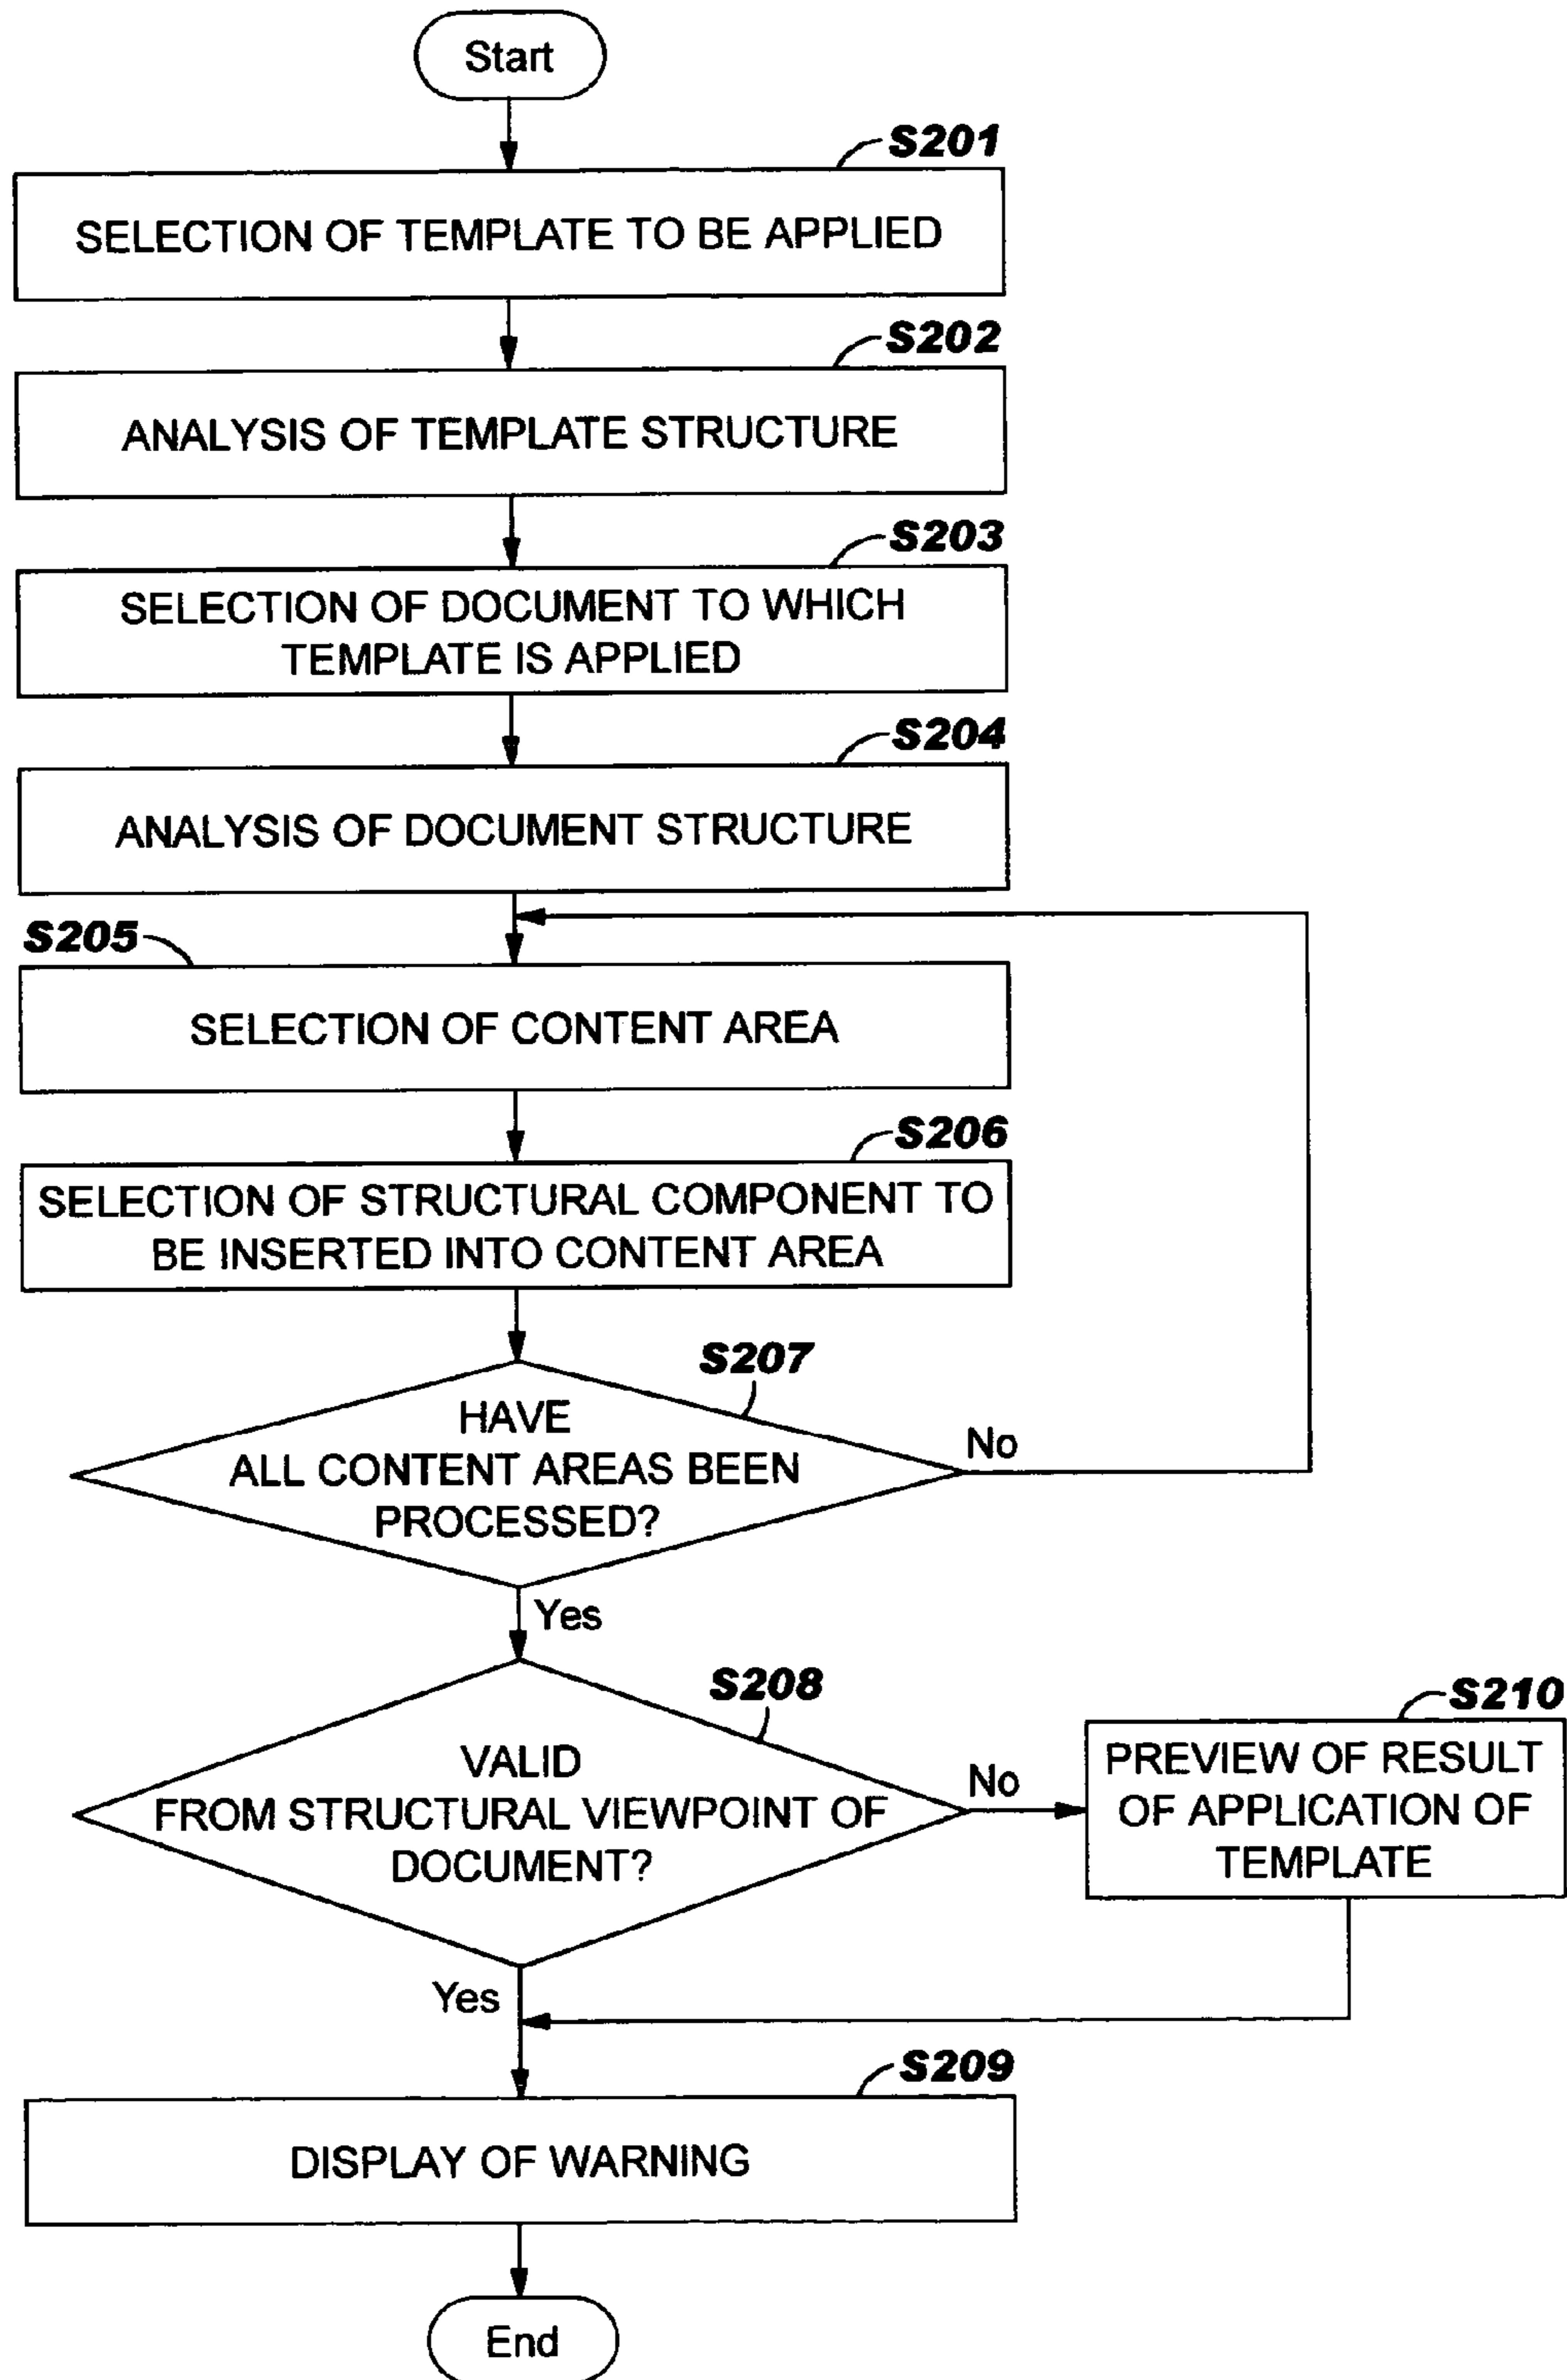 Start
S201
SELECTION OF TEMPLATE TO BE APPLIED
S202
ANALYSIS OF TEMPLATE STRUCTURE
S203
SELECTION OF DOCUMENT TO WHICH
TEMPLATE IS APPLIED
S204
ANALYSIS OF DOCUMENT STRUCTURE
S205
SELECTION OF CONTENT AREA
S206
SELECTION OF STRUCTURAL COMPONENT TO
BE INSERTED INTO CONTENT AREA
S207
HAVE
ALL CONTENT AREAS BEEN
PROCESSED?
No
Yes
S208
VALID
FROM STRUCTURAL VIEWPOINT OF
DOCUMENT?
No
S210
PREVIEW OF RESULT
OF APPLICATION OF
TEMPLATE
Yes
S209
DISPLAY OF WARNING
End